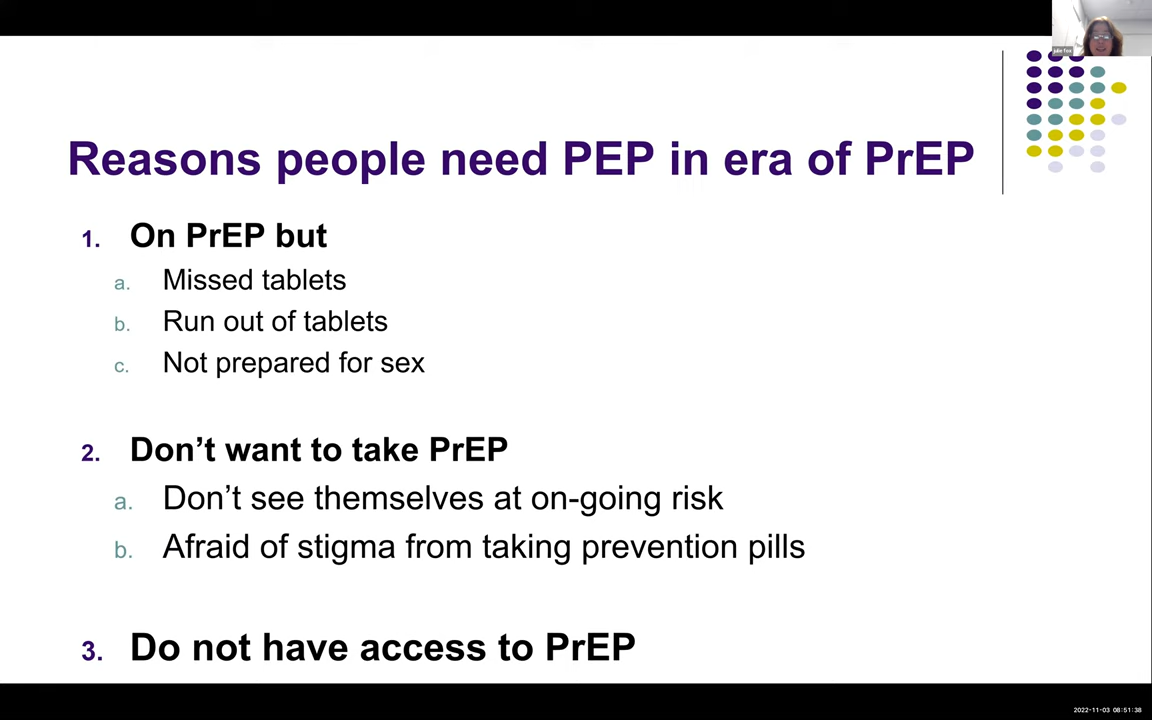 julie fox
Reasons people need PEP in era of PrEP
1. On PrEP but
a. Missed tablets
b. Run out of tablets
c. Not prepared for sex
2. Don’t want to take PrEP
a. Don’t see themselves at on-going risk
b. Afraid of stigma from taking prevention pills
3. Do not have access to PrEP
2022-11-03 08:51:38